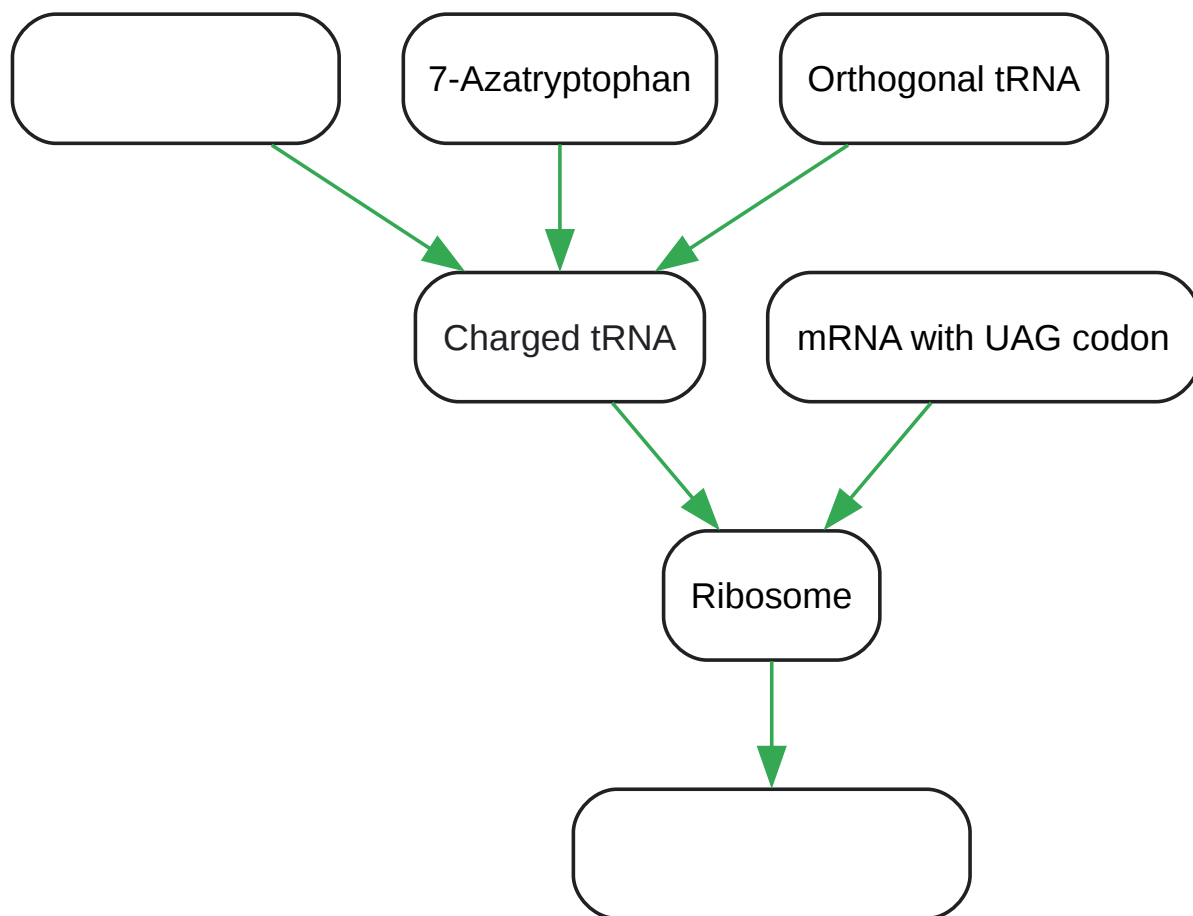 7-Azatryptophan
Orthogonal tRNA
Charged tRNA
mRNA with UAG codon
Ribosome